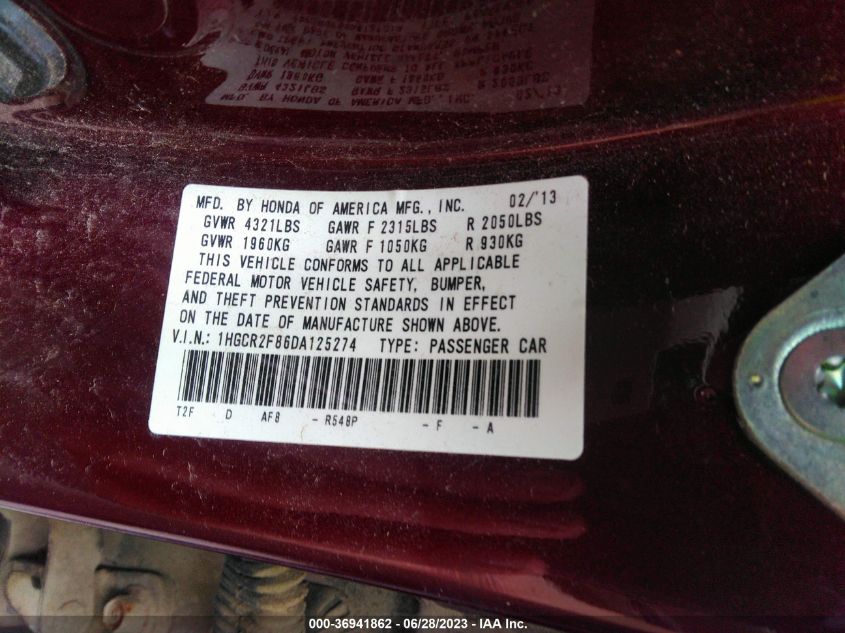 MFD. BY HONDA OF AMERICA MFG., INC. 02/'13
GVWR 4321LBS GAWR F 2315LBS R 2050LBS
GVWR 1960KG GAWR F 1050KG R 930KG
THIS VEHICLE CONFORMS TO ALL APPLICABLE
FEDERAL MOTOR VEHICLE SAFETY, BUMPER,
AND THEFT PREVENTION STANDARDS IN EFFECT
ON THE DATE OF MANUFACTURE SHOWN ABOVE.
V.I.N.: 1HGCR2F86DA125274 TYPE: PASSENGER CAR
T2F D AF8 - R548P - F - A
000-36941862 - 06/28/2023 - IAA Inc.